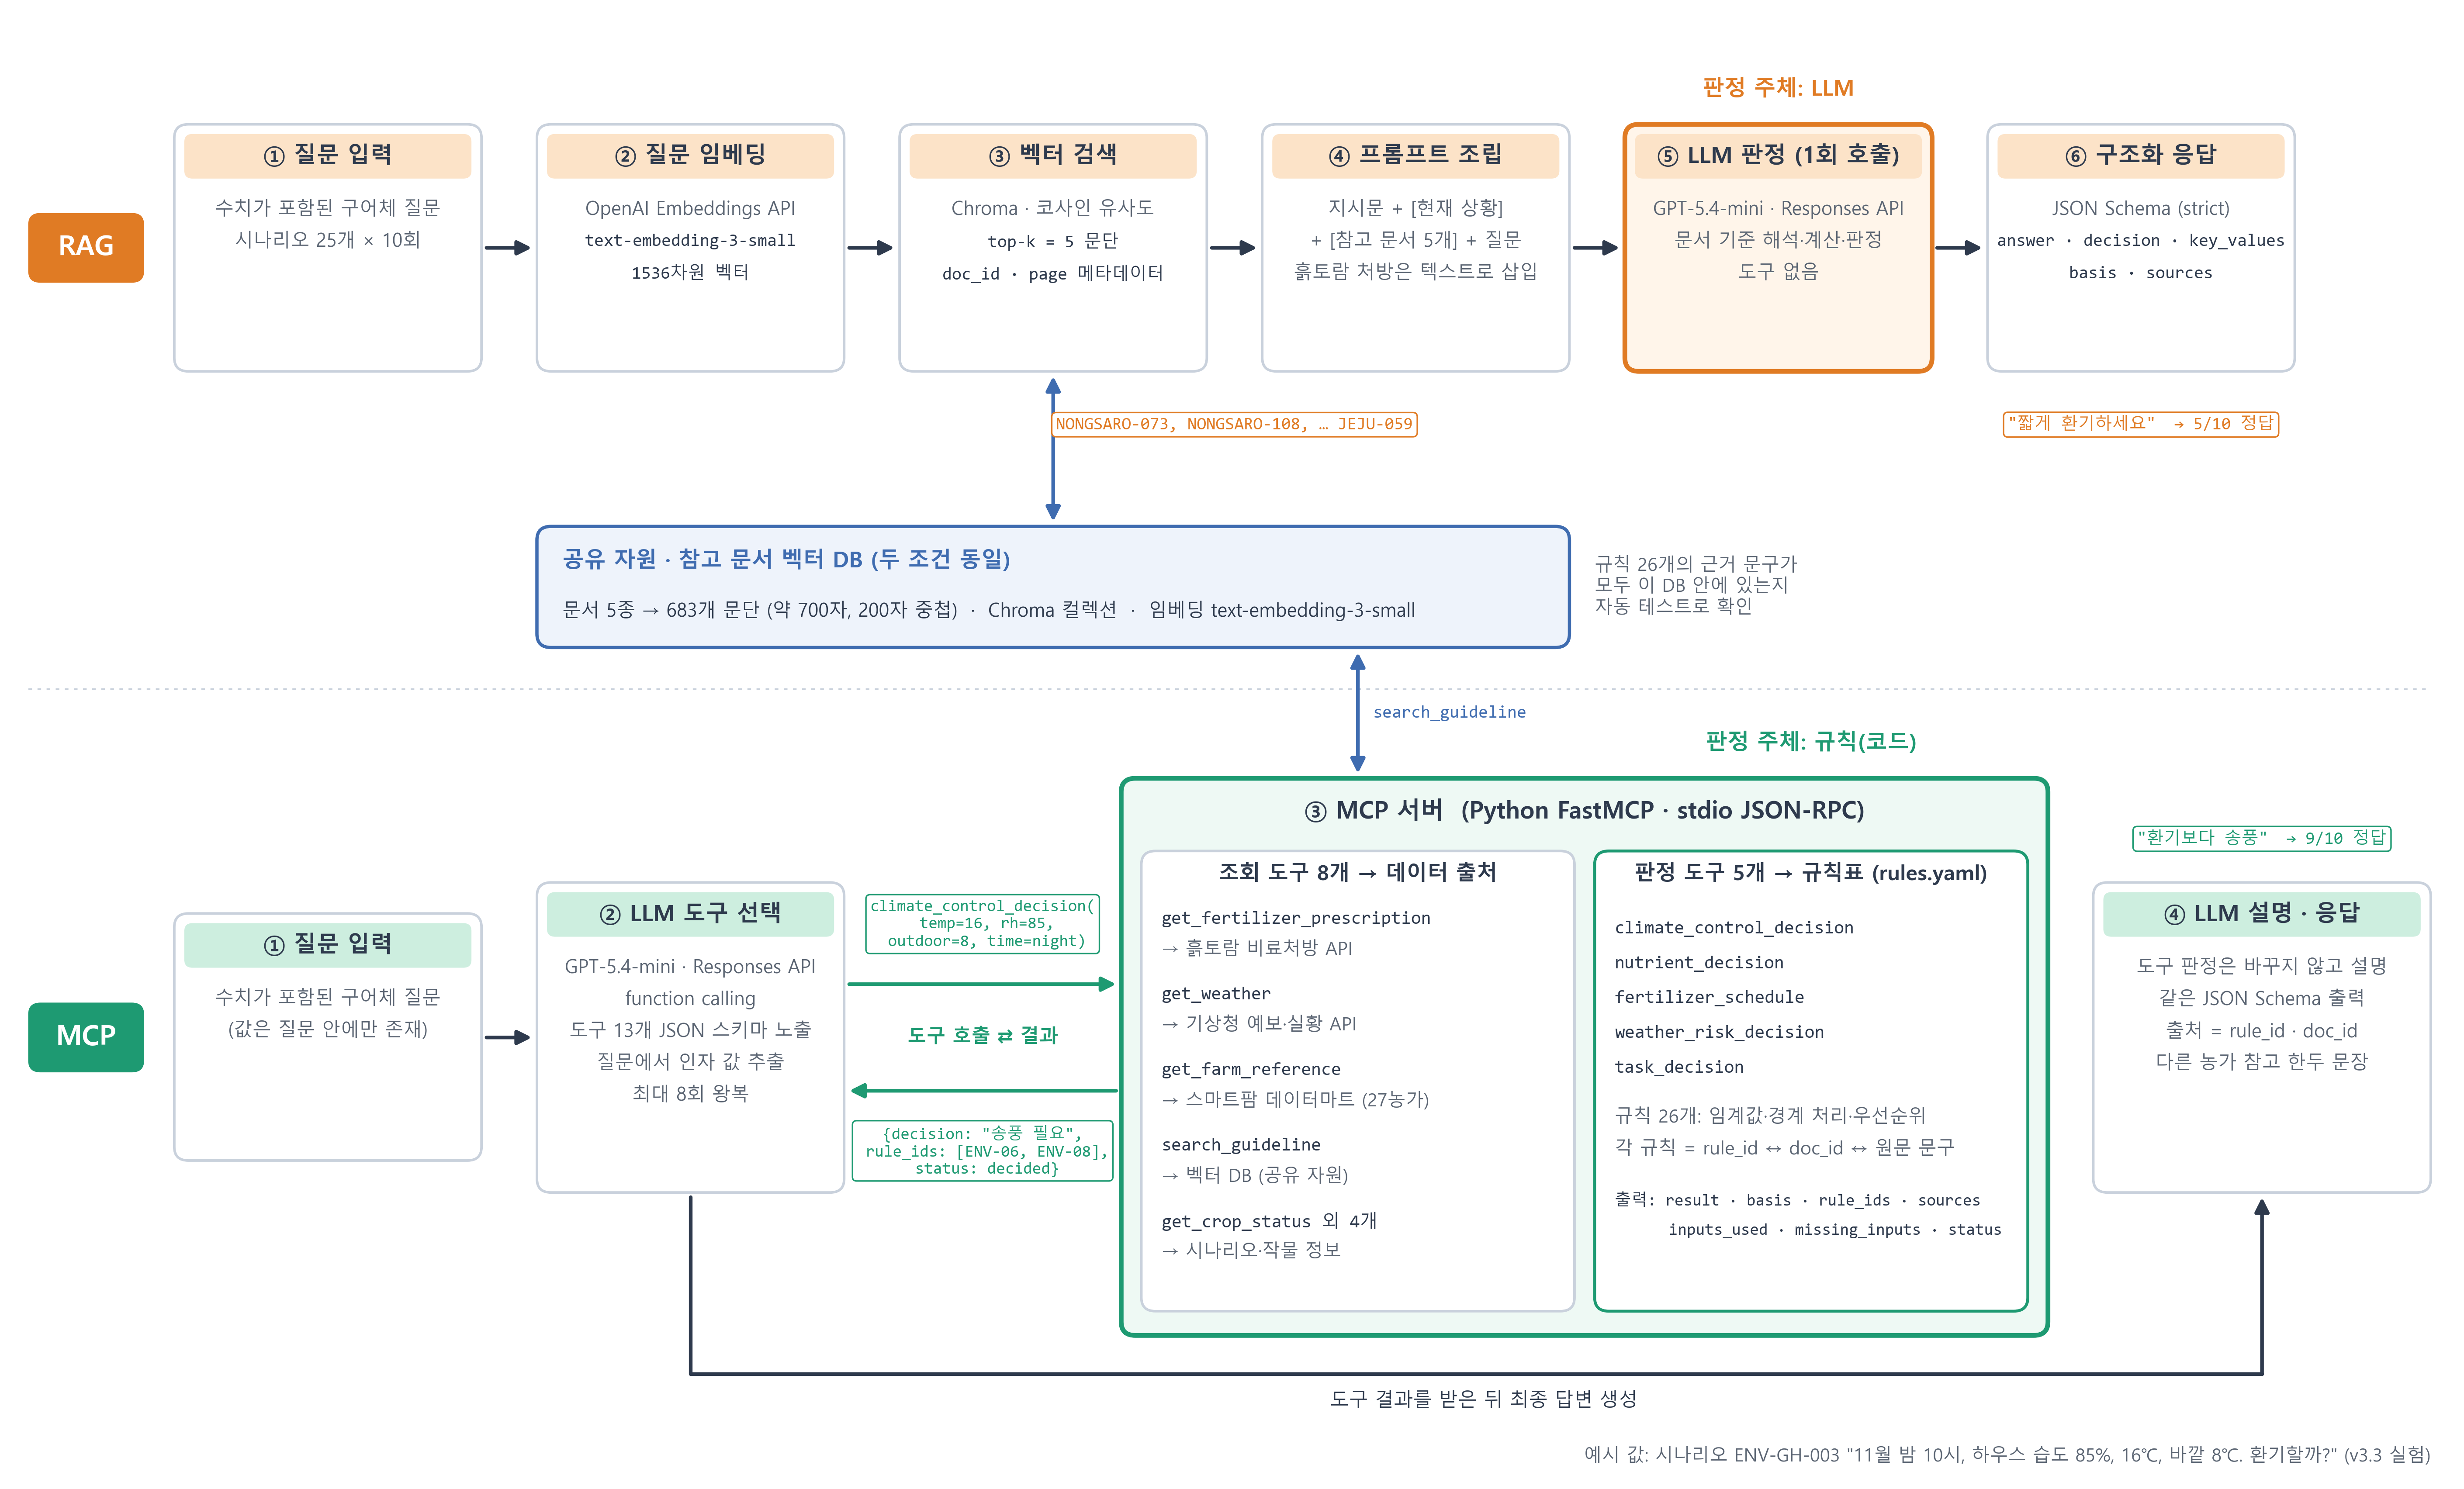 판정 주체: LLM
RAG
① 질문 입력
수치가 포함된 구어체 질문
시나리오 25개 × 10회
② 질문 임베딩
OpenAI Embeddings API
text-embedding-3-small
1536차원 벡터
③ 벡터 검색
Chroma · 코사인 유사도
top-k = 5 문단
doc_id · page 메타데이터
④ 프롬프트 조립
지시문 + [현재 상황]
+ [참고 문서 5개] + 질문
흙토람 처방은 텍스트로 삽입
⑤ LLM 판정 (1회 호출)
GPT-5.4-mini · Responses API
문서 기준 해석·계산·판정
도구 없음
⑥ 구조화 응답
JSON Schema (strict)
answer · decision · key_values
basis · sources
NONGSARO-073, NONGSARO-108, … JEJU-059
"짧게 환기하세요" → 5/10 정답
공유 자원 · 참고 문서 벡터 DB (두 조건 동일)
문서 5종 → 683개 문단 (약 700자, 200자 중첩) · Chroma 컬렉션 · 임베딩 text-embedding-3-small
규칙 26개의 근거 문구가
모두 이 DB 안에 있는지
자동 테스트로 확인
search_guideline
판정 주체: 규칙(코드)
MCP
① 질문 입력
수치가 포함된 구어체 질문
(값은 질문 안에만 존재)
② LLM 도구 선택
GPT-5.4-mini · Responses API
function calling
도구 13개 JSON 스키마 노출
질문에서 인자 값 추출
최대 8회 왕복
climate_control_decision(
temp=16, rh=85,
outdoor=8, time=night)
도구 호출 ⇄ 결과
{decision: "송풍 필요",
rule_ids: [ENV-06, ENV-08],
status: decided}
③ MCP 서버 (Python FastMCP · stdio JSON-RPC)
조회 도구 8개 → 데이터 출처
get_fertilizer_prescription
→ 흙토람 비료처방 API
get_weather
→ 기상청 예보·실황 API
get_farm_reference
→ 스마트팜 데이터마트 (27농가)
search_guideline
→ 벡터 DB (공유 자원)
get_crop_status 외 4개
→ 시나리오·작물 정보
판정 도구 5개 → 규칙표 (rules.yaml)
climate_control_decision
nutrient_decision
fertilizer_schedule
weather_risk_decision
task_decision
규칙 26개: 임계값·경계 처리·우선순위
각 규칙 = rule_id ↔ doc_id ↔ 원문 문구
출력: result · basis · rule_ids · sources
inputs_used · missing_inputs · status
"환기보다 송풍" → 9/10 정답
④ LLM 설명 · 응답
도구 판정은 바꾸지 않고 설명
같은 JSON Schema 출력
출처 = rule_id · doc_id
다른 농가 참고 한두 문장
도구 결과를 받은 뒤 최종 답변 생성
예시 값: 시나리오 ENV-GH-003 "11월 밤 10시, 하우스 습도 85%, 16℃, 바깥 8℃. 환기할까?" (v3.3 실험)